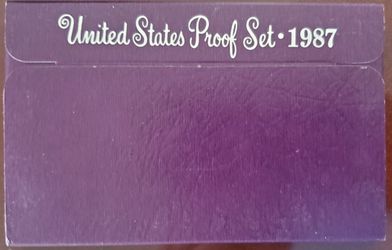 United States Proof Set · 1987